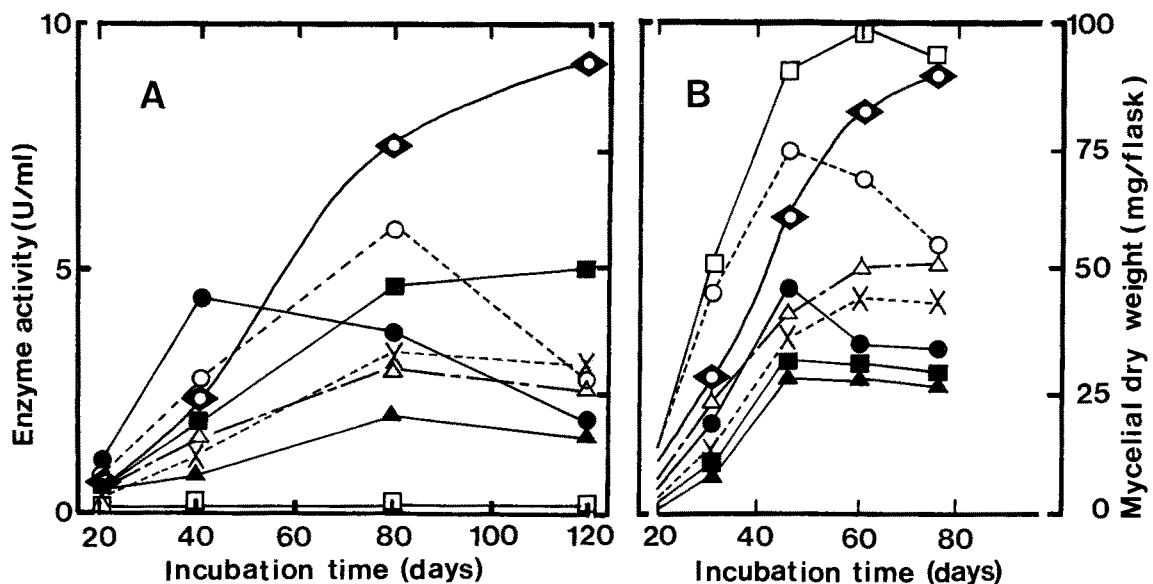 Enzyme activity (U/ml)
10
5
0
A
20 40 60 80 100 120
Incubation time (days)
B
20 40 60 80
Incubation time (days)
100
75
50
25
0
Mycelial dry weight (mg/flask)